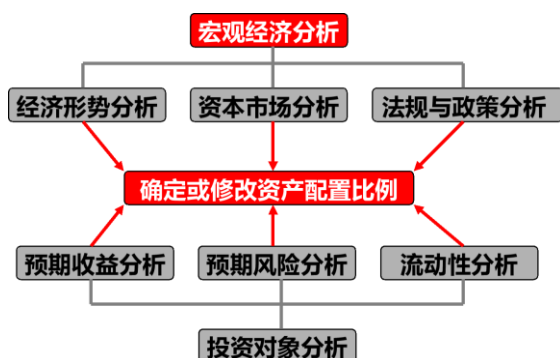 宏观经济分析
经济形势分析 资本市场分析 法规与政策分析
确定或修改资产配置比例
预期收益分析 预期风险分析 流动性分析
投资对象分析